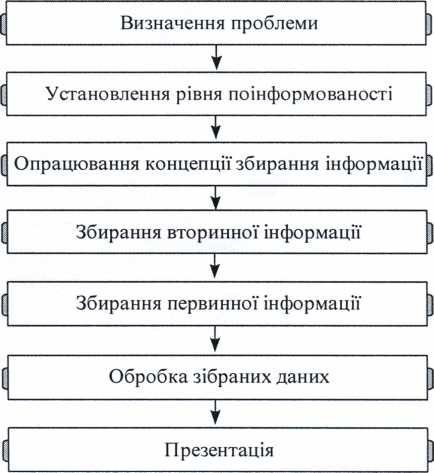 Визначення проблеми
Установлення рівня поінформованості
Опрацювання концепції збирання інформації
Збирання вторинної інформації
Збирання первинної інформації
Обробка зібраних даних
Презентація